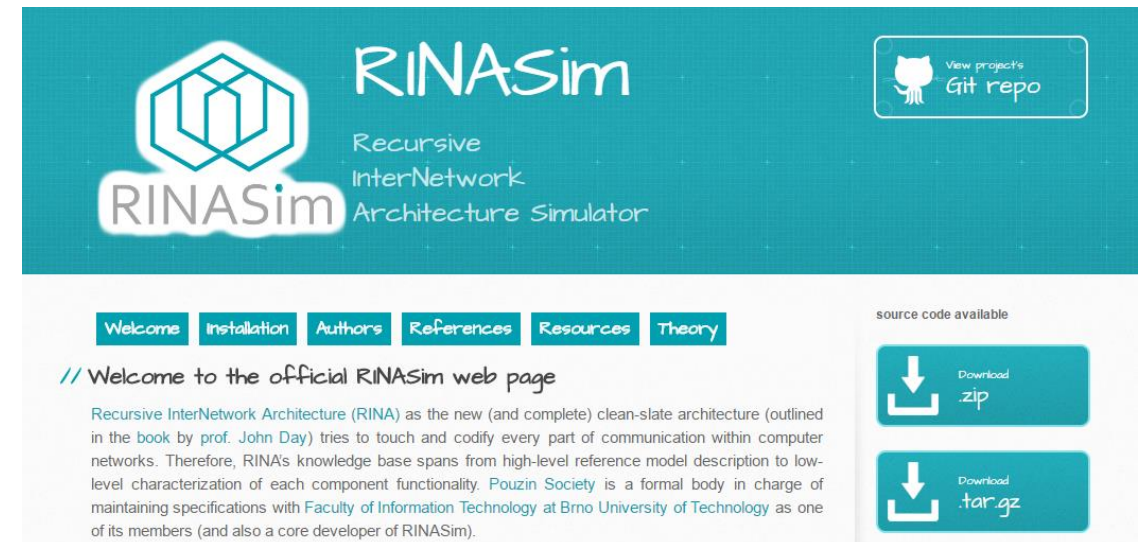 RINASim
RINASim
Recursive
InterNetwork
Architecture Simulator
View project's
Git repo
Welcome
Installation
Authors
References
Resources
Theory
// Welcome to the official RINASim web page
Recursive InterNetwork Architecture (RINA) as the new (and complete) clean-slate architecture (outlined
in the book by prof. John Day) tries to touch and codify every part of communication within computer
networks. Therefore, RINA's knowledge base spans from high-level reference model description to low-
level characterization of each component functionality. Pouzin Society is a formal body in charge of
maintaining specifications with Faculty of Information Technology at Brno University of Technology as one
of its members (and also a core developer of RINASim).
source code available
Download
.zip
Download
.tar.gz